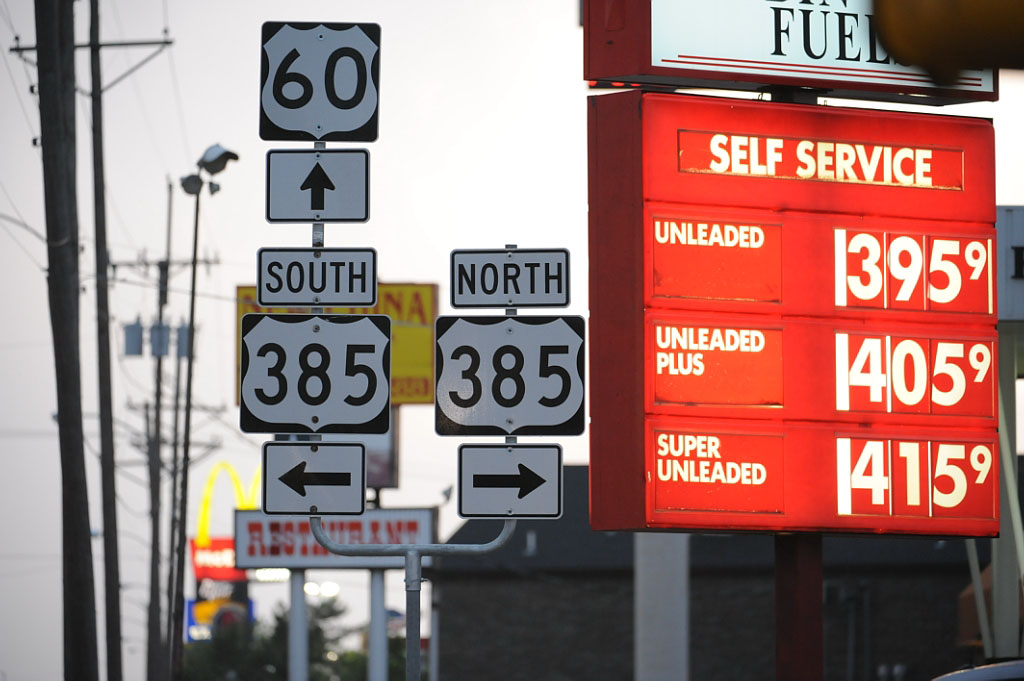 60
SOUTH
385
NORTH
385
RESTAURANT
FUEL
SELF SERVICE
UNLEADED
3959
UNLEADED
PLUS
4059
SUPER
UNLEADED
4159